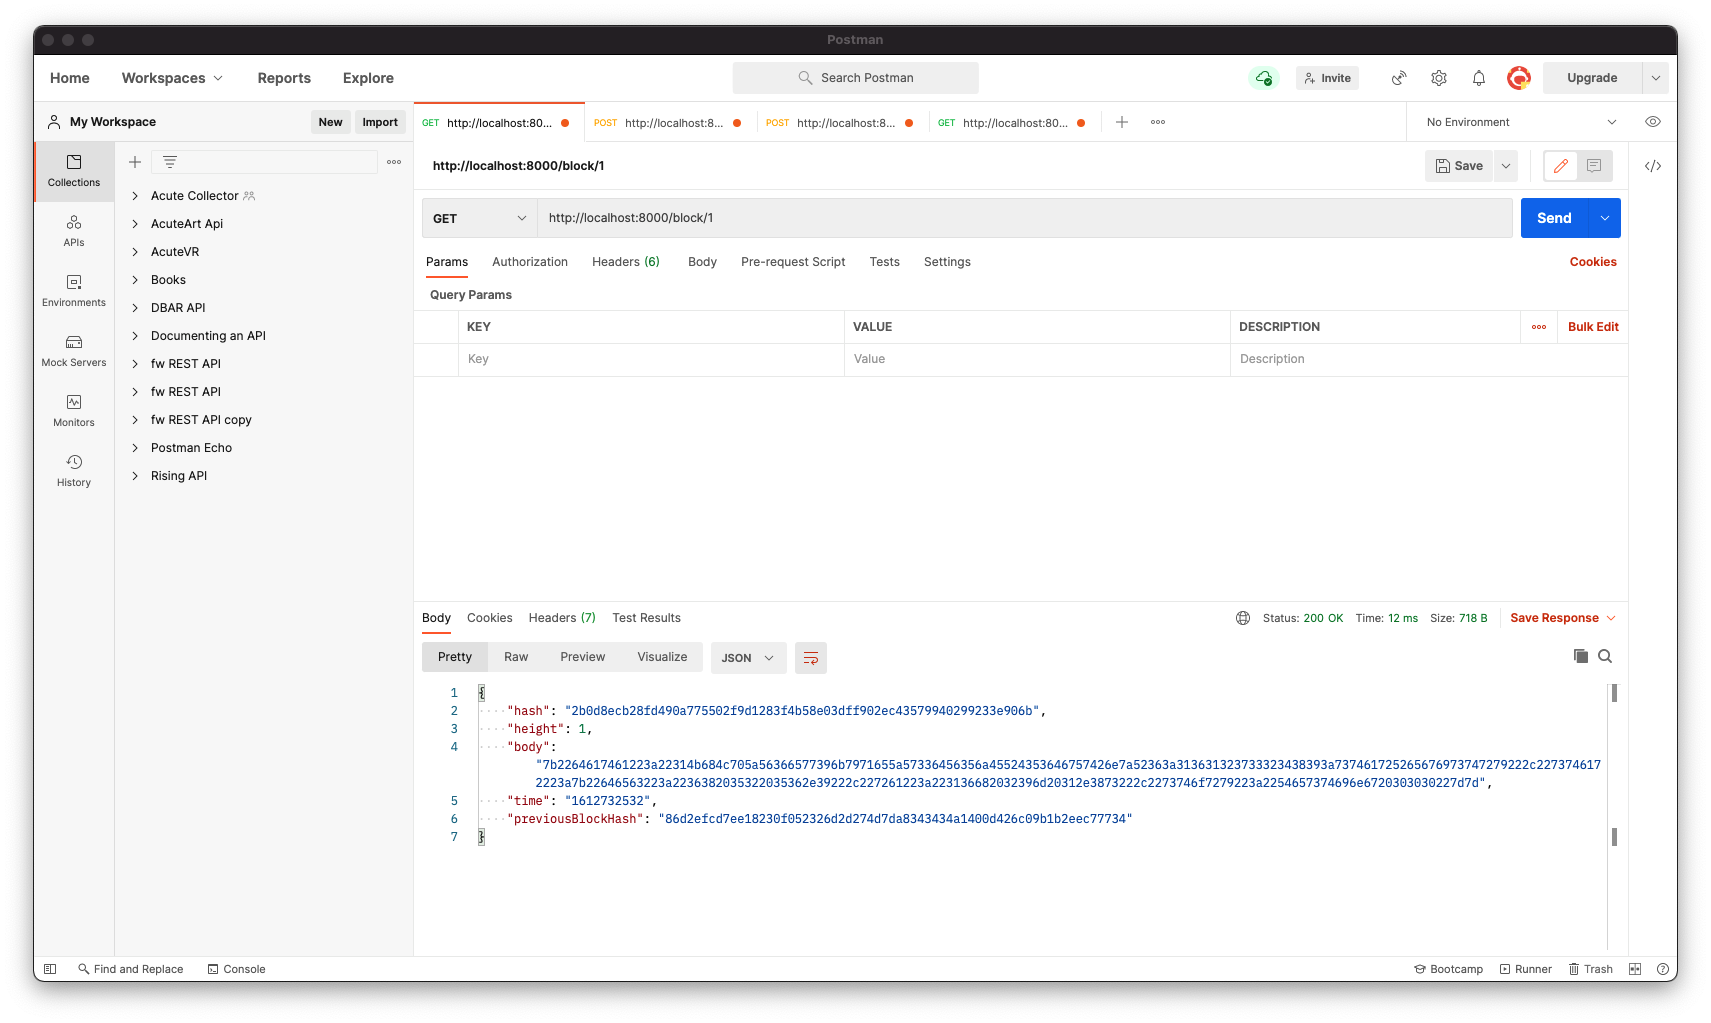 Postman
Home Workspaces Reports Explore Search Postman Invite Upgrade
My Workspace New Import GET http://localhost:80... POST http://localhost:8... POST http://localhost:8... GET http://localhost:80... No Environment
http://localhost:8000/block/1 Save
GET http://localhost:8000/block/1 Send
Params Authorization Headers (6) Body Pre-request Script Tests Settings Cookies
Query Params
KEY VALUE DESCRIPTION Bulk Edit
Key Value Description
Collections
APIs
Environments
Mock Servers
Monitors
History
Acute Collector
AcuteArt Api
AcuteVR
Books
DBAR API
Documenting an API
fw REST API
fw REST API
fw REST API copy
Postman Echo
Rising API
Body Cookies Headers (7) Test Results Status: 200 OK Time: 12 ms Size: 718 B Save Response
Pretty Raw Preview Visualize JSON
1 {
2 "hash": "2b0d8ecb28fd490a775502f9d1283f4b58e03dff902ec43579940299233e906b",
3 "height": 1,
4 "body":
"7b2264617461223a22314b684c705a56366577396b7971655a57336456356a45524353646757426e7a52363a313631323733323438393a737461725265676973747279222c227374617
2223a7b22646563223a2236382035322035362e39222c227261223a223136682032396d20312e3873222c2273746f7279223a2254657374696e6720303030227d7d",
5 "time": "1612732532",
6 "previousBlockHash": "86d2efcd7ee18230f052326d2d274d7da8343434a1400d426c09b1b2eec77734"
7 }
Find and Replace Console Bootcamp Runner Trash